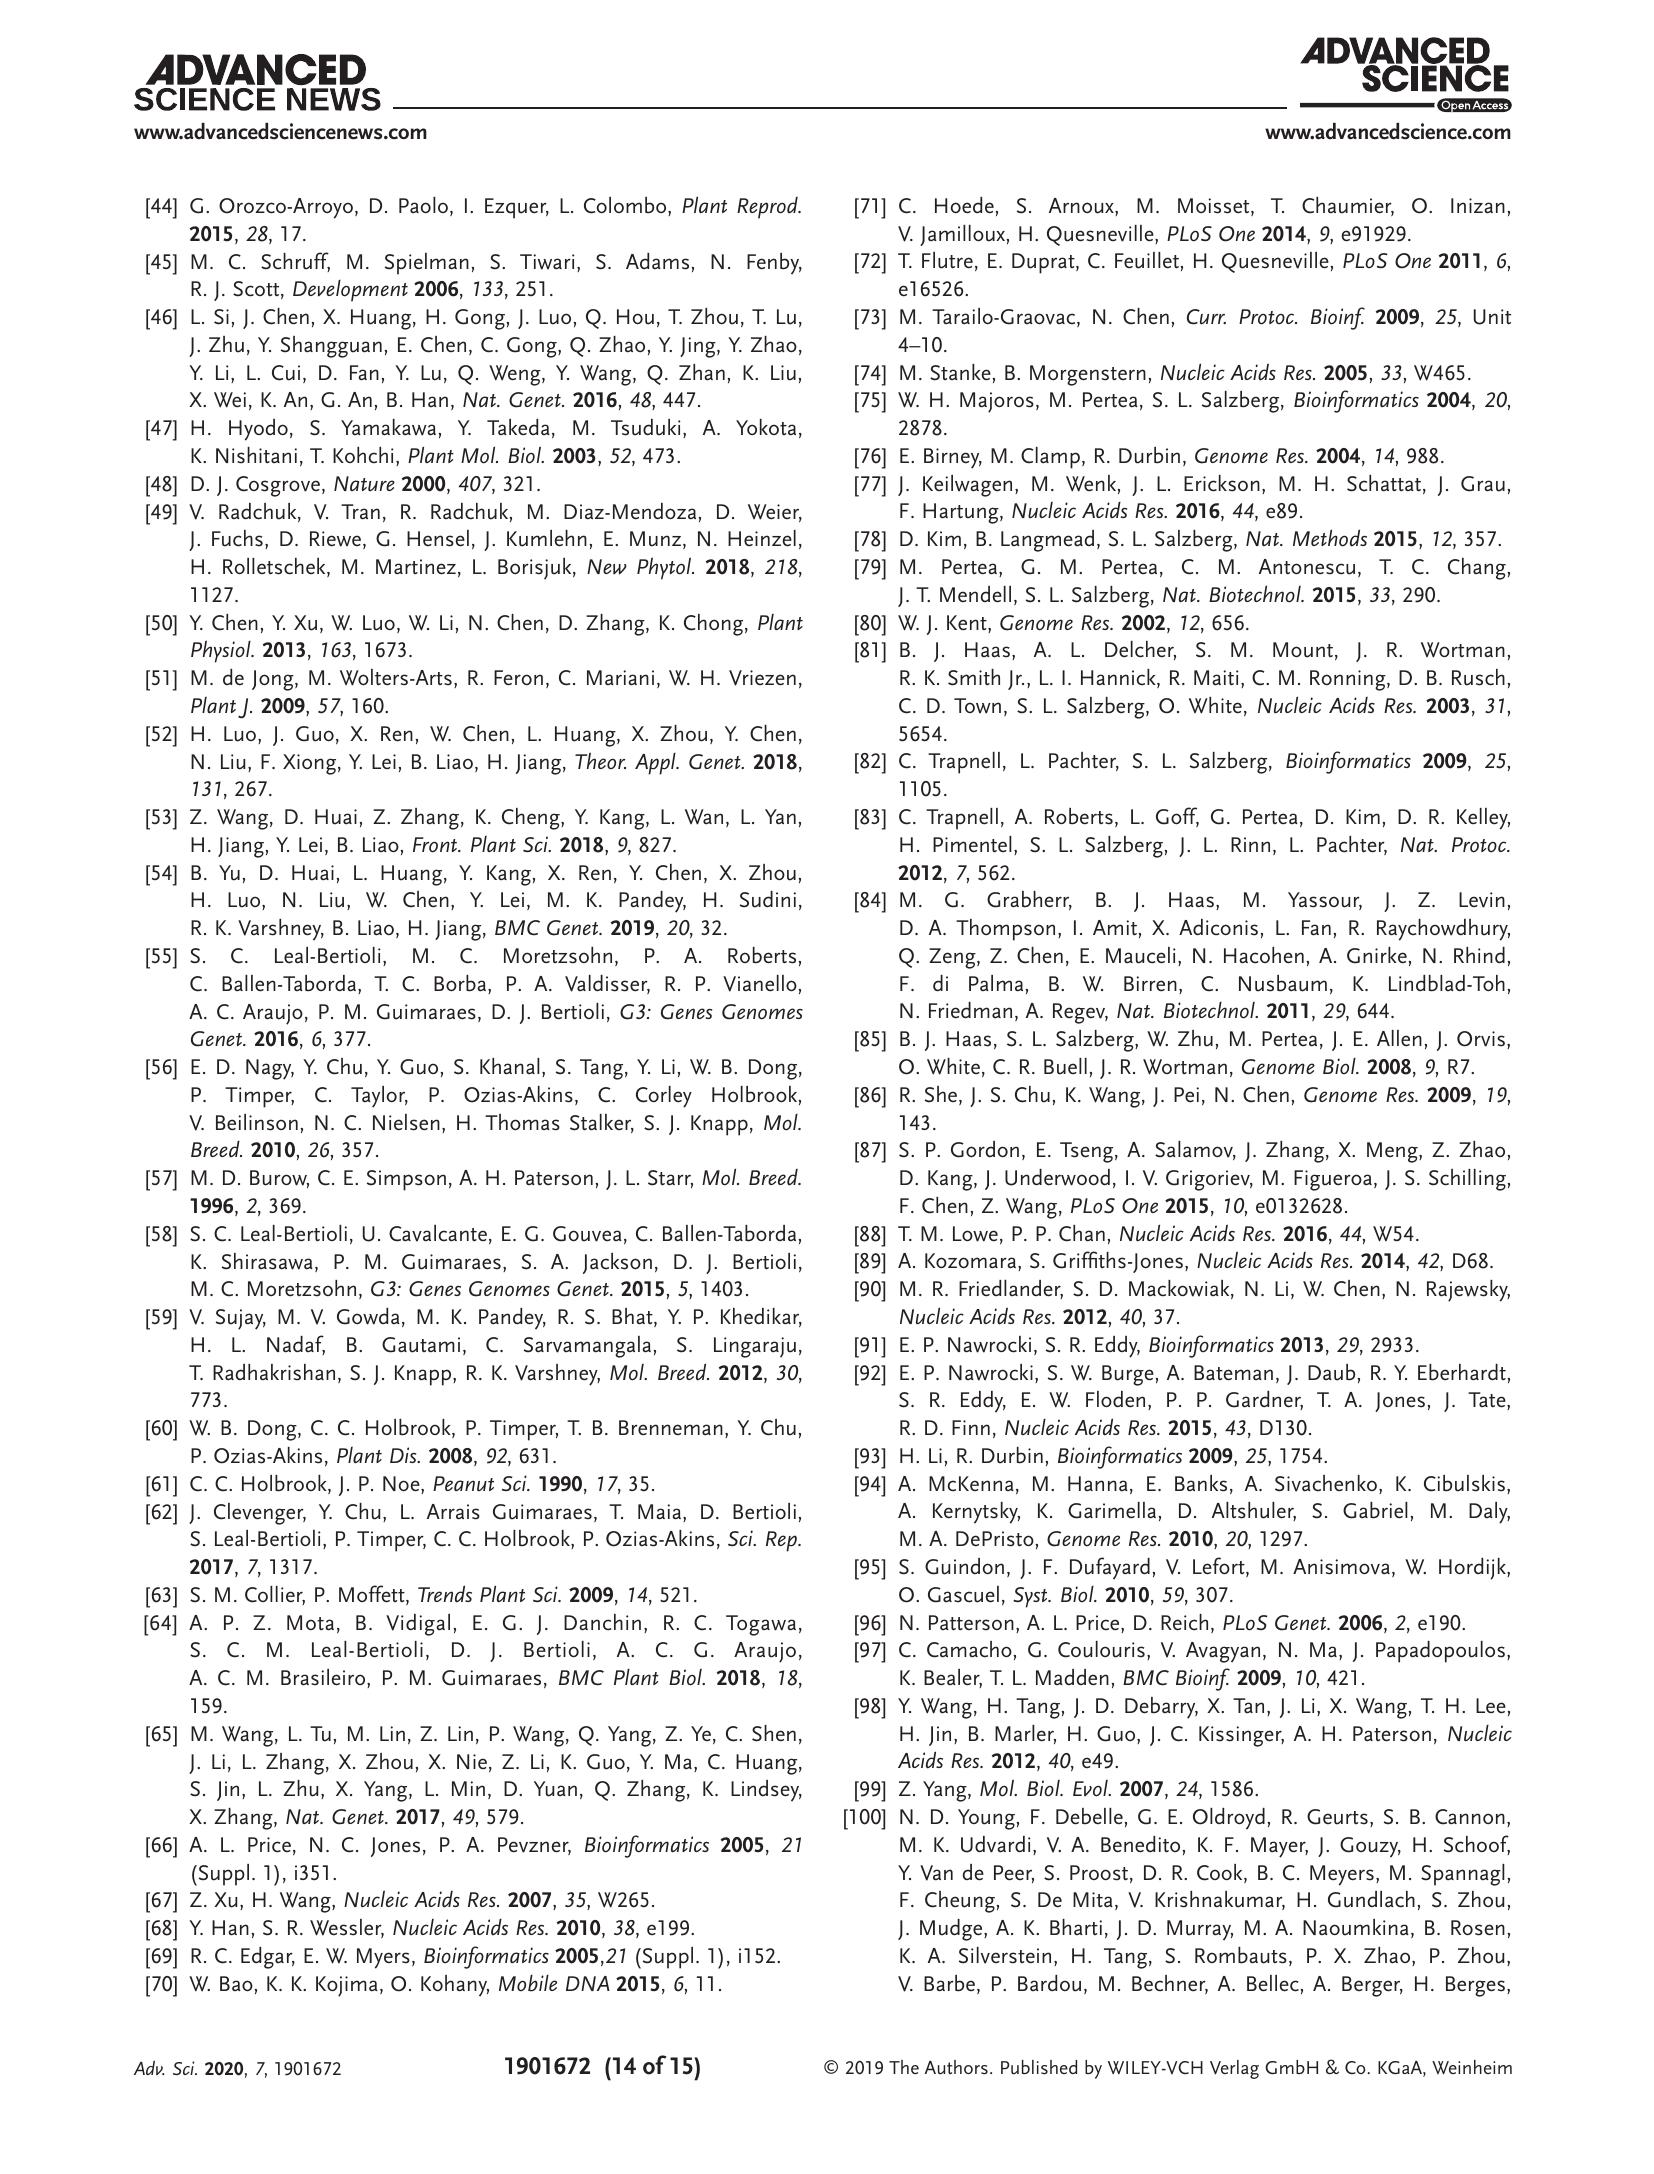 ADVANCED
SCIENCE NEWS
www.advancedsciencenews.com
ADVANCED
SCIENCE
Open Access
www.advancedscience.com
[44] G. Orozco-Arroyo, D. Paolo, I. Ezquer, L. Colombo, Plant Reprod.
2015, 28, 17.
[45] M. C. Schruff, M. Spielman, S. Tiwari, S. Adams, N. Fenby,
R. J. Scott, Development 2006, 133, 251.
[46] L. Si, J. Chen, X. Huang, H. Gong, J. Luo, Q. Hou, T. Zhou, T. Lu,
J. Zhu, Y. Shangguan, E. Chen, C. Gong, Q. Zhao, Y. Jing, Y. Zhao,
Y. Li, L. Cui, D. Fan, Y. Lu, Q. Weng, Y. Wang, Q. Zhan, K. Liu,
X. Wei, K. An, G. An, B. Han, Nat. Genet. 2016, 48, 447.
[47] H. Hyodo, S. Yamakawa, Y. Takeda, M. Tsuduki, A. Yokota,
K. Nishitani, T. Kohchi, Plant Mol. Biol. 2003, 52, 473.
[48] D. J. Cosgrove, Nature 2000, 407, 321.
[49] V. Radchuk, V. Tran, R. Radchuk, M. Diaz-Mendoza, D. Weier,
J. Fuchs, D. Riewe, G. Hensel, J. Kumlehn, E. Munz, N. Heinzel,
H. Rolletschek, M. Martinez, L. Borisjuk, New Phytol. 2018, 218,
1127.
[50] Y. Chen, Y. Xu, W. Luo, W. Li, N. Chen, D. Zhang, K. Chong, Plant
Physiol. 2013, 163, 1673.
[51] M. de Jong, M. Wolters-Arts, R. Feron, C. Mariani, W. H. Vriezen,
Plant J. 2009, 57, 160.
[52] H. Luo, J. Guo, X. Ren, W. Chen, L. Huang, X. Zhou, Y. Chen,
N. Liu, F. Xiong, Y. Lei, B. Liao, H. Jiang, Theor. Appl. Genet. 2018,
131, 267.
[53] Z. Wang, D. Huai, Z. Zhang, K. Cheng, Y. Kang, L. Wan, L. Yan,
H. Jiang, Y. Lei, B. Liao, Front. Plant Sci. 2018, 9, 827.
[54] B. Yu, D. Huai, L. Huang, Y. Kang, X. Ren, Y. Chen, X. Zhou,
H. Luo, N. Liu, W. Chen, Y. Lei, M. K. Pandey, H. Sudini,
R. K. Varshney, B. Liao, H. Jiang, BMC Genet. 2019, 20, 32.
[55] S. C. Leal-Bertioli, M. C. Moretzsohn, P. A. Roberts,
C. Ballen-Taborda, T. C. Borba, P. A. Valdisser, R. P. Vianello,
A. C. Araujo, P. M. Guimaraes, D. J. Bertioli, G3: Genes Genomes
Genet. 2016, 6, 377.
[56] E. D. Nagy, Y. Chu, Y. Guo, S. Khanal, S. Tang, Y. Li, W. B. Dong,
P. Timper, C. Taylor, P. Ozias-Akins, C. Corley Holbrook,
V. Beilinson, N. C. Nielsen, H. Thomas Stalker, S. J. Knapp, Mol.
Breed. 2010, 26, 357.
[57] M. D. Burow, C. E. Simpson, A. H. Paterson, J. L. Starr, Mol. Breed.
1996, 2, 369.
[58] S. C. Leal-Bertioli, U. Cavalcante, E. G. Gouvea, C. Ballen-Taborda,
K. Shirasawa, P. M. Guimaraes, S. A. Jackson, D. J. Bertioli,
M. C. Moretzsohn, G3: Genes Genomes Genet. 2015, 5, 1403.
[59] V. Sujay, M. V. Gowda, M. K. Pandey, R. S. Bhat, Y. P. Khedikar,
H. L. Nadaf, B. Gautami, C. Sarvamangala, S. Lingaraju,
T. Radhakrishan, S. J. Knapp, R. K. Varshney, Mol. Breed. 2012, 30,
773.
[60] W. B. Dong, C. C. Holbrook, P. Timper, T. B. Brenneman, Y. Chu,
P. Ozias-Akins, Plant Dis. 2008, 92, 631.
[61] C. C. Holbrook, J. P. Noe, Peanut Sci. 1990, 17, 35.
[62] J. Clevenger, Y. Chu, L. Arrais Guimaraes, T. Maia, D. Bertioli,
S. Leal-Bertioli, P. Timper, C. C. Holbrook, P. Ozias-Akins, Sci. Rep.
2017, 7, 1317.
[63] S. M. Collier, P. Moffett, Trends Plant Sci. 2009, 14, 521.
[64] A. P. Z. Mota, B. Vidigal, E. G. J. Danchin, R. C. Togawa,
S. C. M. Leal-Bertioli, D. J. Bertioli, A. C. G. Araujo,
A. C. M. Brasileiro, P. M. Guimaraes, BMC Plant Biol. 2018, 18,
159.
[65] M. Wang, L. Tu, M. Lin, Z. Lin, P. Wang, Q. Yang, Z. Ye, C. Shen,
J. Li, L. Zhang, X. Zhou, X. Nie, Z. Li, K. Guo, Y. Ma, C. Huang,
S. Jin, L. Zhu, X. Yang, L. Min, D. Yuan, Q. Zhang, K. Lindsey,
X. Zhang, Nat. Genet. 2017, 49, 579.
[66] A. L. Price, N. C. Jones, P. A. Pevzner, Bioinformatics 2005, 21
(Suppl. 1), i351.
[67] Z. Xu, H. Wang, Nucleic Acids Res. 2007, 35, W265.
[68] Y. Han, S. R. Wessler, Nucleic Acids Res. 2010, 38, e199.
[69] R. C. Edgar, E. W. Myers, Bioinformatics 2005,21 (Suppl. 1), i152.
[70] W. Bao, K. K. Kojima, O. Kohany, Mobile DNA 2015, 6, 11.
[71] C. Hoede, S. Arnoux, M. Moisset, T. Chaumier, O. Inizan,
V. Jamilloux, H. Quesneville, PLoS One 2014, 9, e91929.
[72] T. Flutre, E. Duprat, C. Feuillet, H. Quesneville, PLoS One 2011, 6,
e16526.
[73] M. Tarailo-Graovac, N. Chen, Curr. Protoc. Bioinf. 2009, 25, Unit
4–10.
[74] M. Stanke, B. Morgenstern, Nucleic Acids Res. 2005, 33, W465.
[75] W. H. Majoros, M. Pertea, S. L. Salzberg, Bioinformatics 2004, 20,
2878.
[76] E. Birney, M. Clamp, R. Durbin, Genome Res. 2004, 14, 988.
[77] J. Keilwagen, M. Wenk, J. L. Erickson, M. H. Schattat, J. Grau,
F. Hartung, Nucleic Acids Res. 2016, 44, e89.
[78] D. Kim, B. Langmead, S. L. Salzberg, Nat. Methods 2015, 12, 357.
[79] M. Pertea, G. M. Pertea, C. M. Antonescu, T. C. Chang,
J. T. Mendell, S. L. Salzberg, Nat. Biotechnol. 2015, 33, 290.
[80] W. J. Kent, Genome Res. 2002, 12, 656.
[81] B. J. Haas, A. L. Delcher, S. M. Mount, J. R. Wortman,
R. K. Smith Jr., L. I. Hannick, R. Maiti, C. M. Ronning, D. B. Rusch,
C. D. Town, S. L. Salzberg, O. White, Nucleic Acids Res. 2003, 31,
5654.
[82] C. Trapnell, L. Pachter, S. L. Salzberg, Bioinformatics 2009, 25,
1105.
[83] C. Trapnell, A. Roberts, L. Goff, G. Pertea, D. Kim, D. R. Kelley,
H. Pimentel, S. L. Salzberg, J. L. Rinn, L. Pachter, Nat. Protoc.
2012, 7, 562.
[84] M. G. Grabherr, B. J. Haas, M. Yassour, J. Z. Levin,
D. A. Thompson, I. Amit, X. Adiconis, L. Fan, R. Raychowdhury,
Q. Zeng, Z. Chen, E. Mauceli, N. Hacohen, A. Gnirke, N. Rhind,
F. di Palma, B. W. Birren, C. Nusbaum, K. Lindblad-Toh,
N. Friedman, A. Regev, Nat. Biotechnol. 2011, 29, 644.
[85] B. J. Haas, S. L. Salzberg, W. Zhu, M. Pertea, J. E. Allen, J. Orvis,
O. White, C. R. Buell, J. R. Wortman, Genome Biol. 2008, 9, R7.
[86] R. She, J. S. Chu, K. Wang, J. Pei, N. Chen, Genome Res. 2009, 19,
143.
[87] S. P. Gordon, E. Tseng, A. Salamov, J. Zhang, X. Meng, Z. Zhao,
D. Kang, J. Underwood, I. V. Grigoriev, M. Figueroa, J. S. Schilling,
F. Chen, Z. Wang, PLoS One 2015, 10, e0132628.
[88] T. M. Lowe, P. P. Chan, Nucleic Acids Res. 2016, 44, W54.
[89] A. Kozomara, S. Griffiths-Jones, Nucleic Acids Res. 2014, 42, D68.
[90] M. R. Friedlander, S. D. Mackowiak, N. Li, W. Chen, N. Rajewsky,
Nucleic Acids Res. 2012, 40, 37.
[91] E. P. Nawrocki, S. R. Eddy, Bioinformatics 2013, 29, 2933.
[92] E. P. Nawrocki, S. W. Burge, A. Bateman, J. Daub, R. Y. Eberhardt,
S. R. Eddy, E. W. Floden, P. P. Gardner, T. A. Jones, J. Tate,
R. D. Finn, Nucleic Acids Res. 2015, 43, D130.
[93] H. Li, R. Durbin, Bioinformatics 2009, 25, 1754.
[94] A. McKenna, M. Hanna, E. Banks, A. Sivachenko, K. Cibulskis,
A. Kernytsky, K. Garimella, D. Altshuler, S. Gabriel, M. Daly,
M. A. DePristo, Genome Res. 2010, 20, 1297.
[95] S. Guindon, J. F. Dufayard, V. Lefort, M. Anisimova, W. Hordijk,
O. Gascuel, Syst. Biol. 2010, 59, 307.
[96] N. Patterson, A. L. Price, D. Reich, PLoS Genet. 2006, 2, e190.
[97] C. Camacho, G. Coulouris, V. Avagyan, N. Ma, J. Papadopoulos,
K. Bealer, T. L. Madden, BMC Bioinf. 2009, 10, 421.
[98] Y. Wang, H. Tang, J. D. Debarry, X. Tan, J. Li, X. Wang, T. H. Lee,
H. Jin, B. Marler, H. Guo, J. C. Kissinger, A. H. Paterson, Nucleic
Acids Res. 2012, 40, e49.
[99] Z. Yang, Mol. Biol. Evol. 2007, 24, 1586.
[100] N. D. Young, F. Debelle, G. E. Oldroyd, R. Geurts, S. B. Cannon,
M. K. Udvardi, V. A. Benedito, K. F. Mayer, J. Gouzy, H. Schoof,
Y. Van de Peer, S. Proost, D. R. Cook, B. C. Meyers, M. Spannagl,
F. Cheung, S. De Mita, V. Krishnakumar, H. Gundlach, S. Zhou,
J. Mudge, A. K. Bharti, J. D. Murray, M. A. Naoumkina, B. Rosen,
K. A. Silverstein, H. Tang, S. Rombauts, P. X. Zhao, P. Zhou,
V. Barbe, P. Bardou, M. Bechner, A. Bellec, A. Berger, H. Berges,
Adv. Sci. 2020, 7, 1901672
1901672 (14 of 15)
© 2019 The Authors. Published by WILEY-VCH Verlag GmbH & Co. KGaA, Weinheim